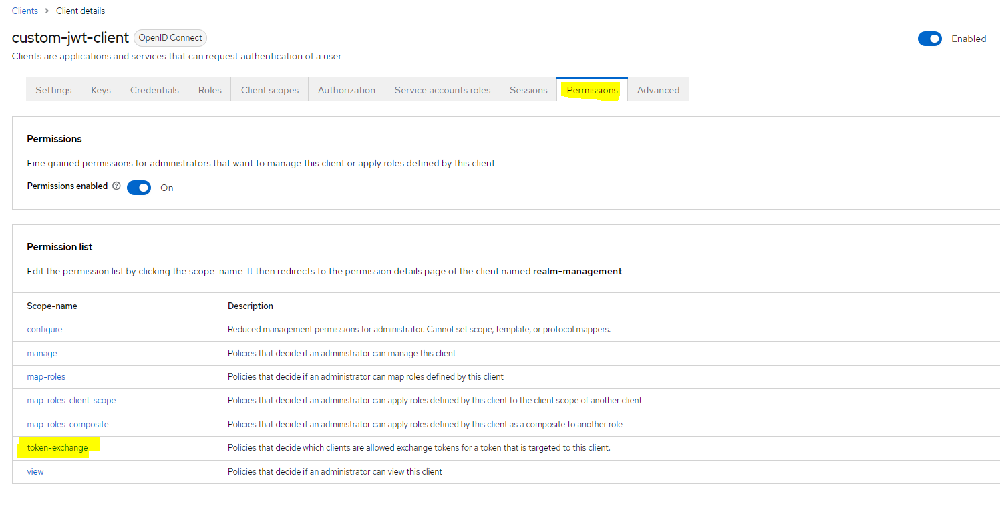 Clients > Client details
custom-jwt-client OpenID Connect Enabled
Clients are applications and services that can request authentication of a user.
Settings Keys Credentials Roles Client scopes Authorization Service accounts roles Sessions Permissions Advanced
Permissions
Fine grained permissions for administrators that want to manage this client or apply roles defined by this client.
Permissions enabled ? On
Permission list
Edit the permission list by clicking the scope-name. It then redirects to the permission details page of the client named realm-management
Scope-name Description
configure Reduced management permissions for administrator. Cannot set scope, template, or protocol mappers.
manage Policies that decide if an administrator can manage this client
map-roles Policies that decide if an administrator can map roles defined by this client
map-roles-client-scope Policies that decide if an administrator can apply roles defined by this client to the client scope of another client
map-roles-composite Policies that decide if an administrator can apply roles defined by this client as a composite to another role
token-exchange Policies that decide which clients are allowed exchange tokens for a token that is targeted to this client.
view Policies that decide if an administrator can view this client